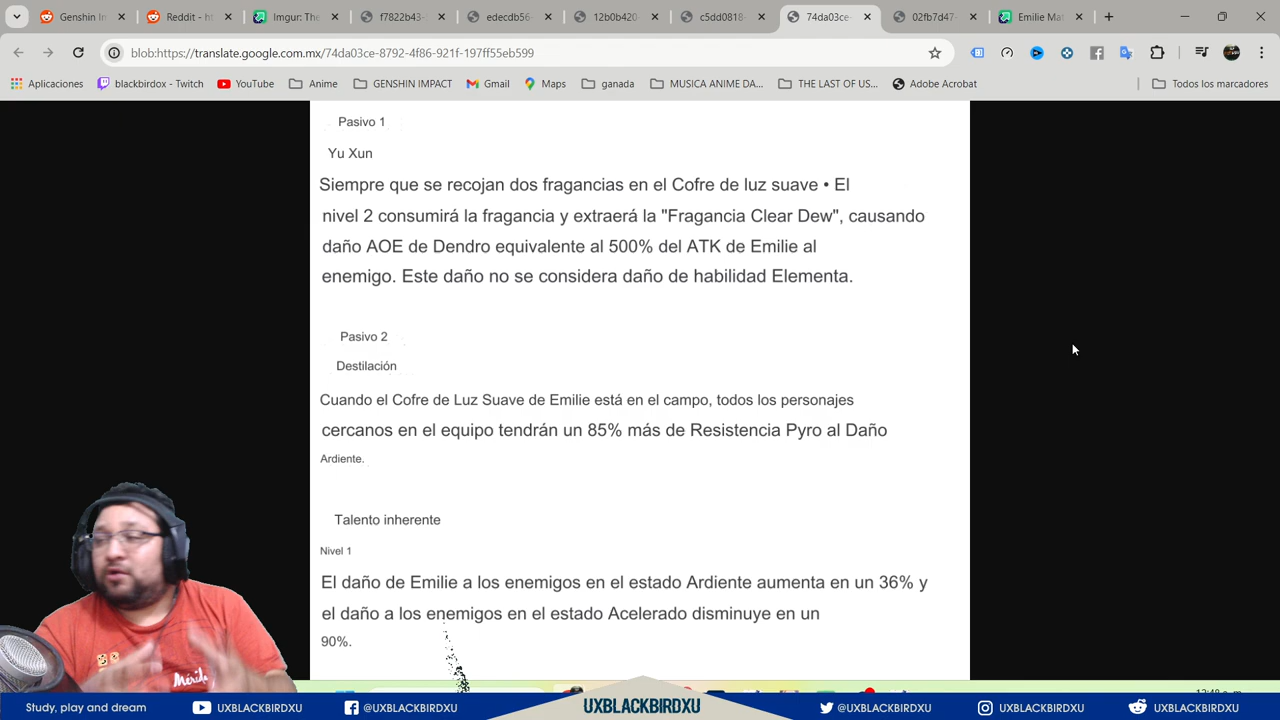 Genshin In
Reddit - ht
Imgur: The
f7822b43-
edecdb56-
12b0b420
c5dd0818-
74da03ce-
02fb7d47-
Emilie Mat
blob:https://translate.google.com.mx/74da03ce-8792-4f86-921f-197ff55eb599
Aplicaciones
blackbirdox - Twitch
YouTube
Anime
GENSHIN IMPACT
Gmail
Maps
ganada
MUSICA ANIME DA...
THE LAST OF US...
Adobe Acrobat
Todos los marcadores
Pasivo 1
Yu Xun
Siempre que se recojan dos fragancias en el Cofre de luz suave • El
nivel 2 consumirá la fragancia y extraerá la "Fragancia Clear Dew", causando
daño AOE de Dendro equivalente al 500% del ATK de Emilie al
enemigo. Este daño no se considera daño de habilidad Elementa.
Pasivo 2
Destilación
Cuando el Cofre de Luz Suave de Emilie está en el campo, todos los personajes
cercanos en el equipo tendrán un 85% más de Resistencia Pyro al Daño
Ardiente.
Talento inherente
Nivel 1
El daño de Emilie a los enemigos en el estado Ardiente aumenta en un 36% y
el daño a los enemigos en el estado Acelerado disminuye en un
90%.
Mérida
Study, play and dream
UXBLACKBIRDXU
@UXBLACKBIRDXU
UXBLACKBIRDXU
@UXBLACKBIRDXU
UXBLACKBIRDXU
UXBLACKBIRDXU